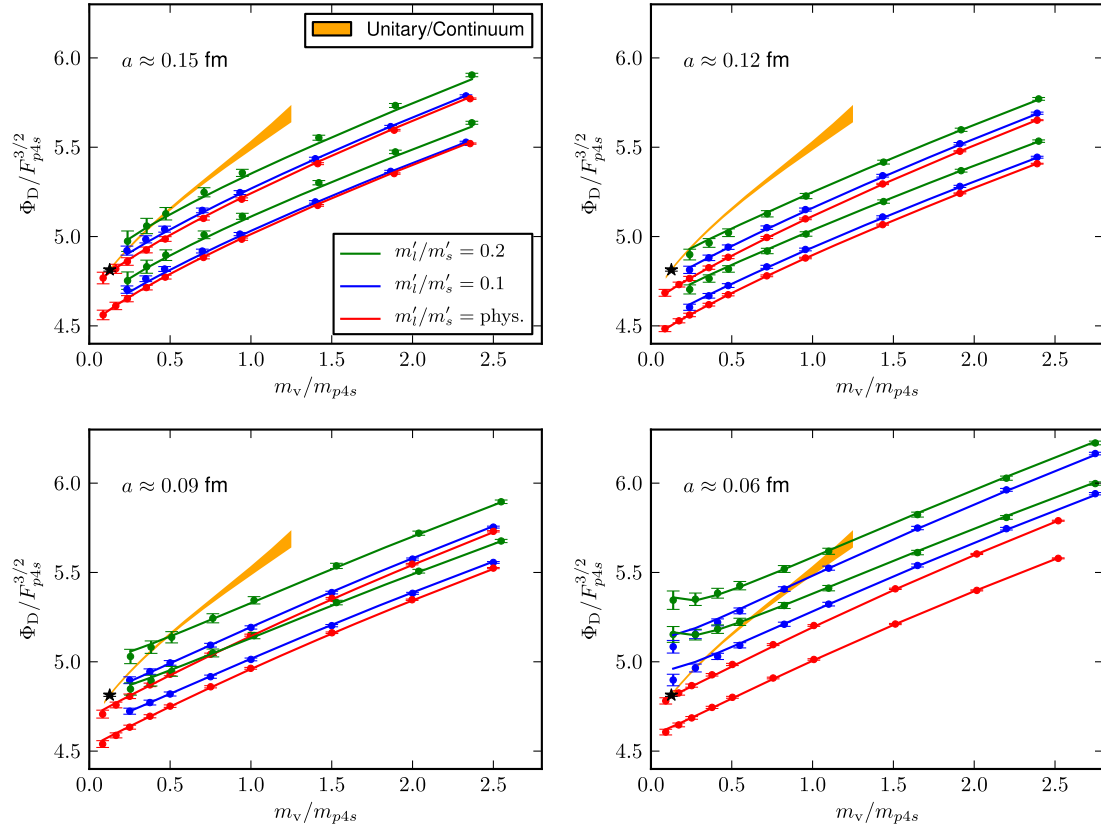 Unitary/Continuum
a ≈ 0.15 fm
Φ_D/F_{p4s}^{3/2}
6.0
5.5
5.0
4.5
m′_l/m′_s = 0.2
m′_l/m′_s = 0.1
m′_l/m′_s = phys.
0.0 0.5 1.0 1.5 2.0 2.5
m_v/m_{p4s}
a ≈ 0.12 fm
Φ_D/F_{p4s}^{3/2}
6.0
5.5
5.0
4.5
0.0 0.5 1.0 1.5 2.0 2.5
m_v/m_{p4s}
a ≈ 0.09 fm
Φ_D/F_{p4s}^{3/2}
6.0
5.5
5.0
4.5
0.0 0.5 1.0 1.5 2.0 2.5
m_v/m_{p4s}
a ≈ 0.06 fm
Φ_D/F_{p4s}^{3/2}
6.0
5.5
5.0
4.5
0.0 0.5 1.0 1.5 2.0 2.5
m_v/m_{p4s}